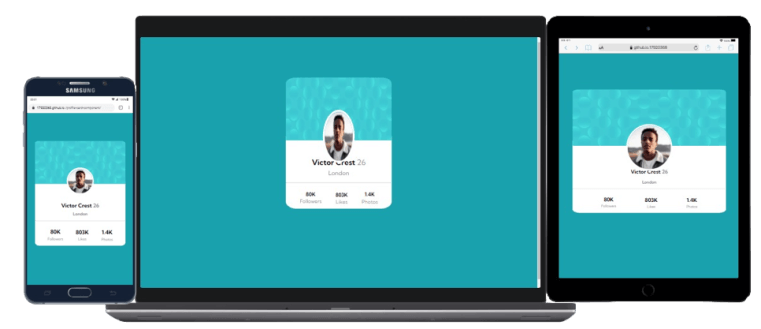 SAMSUNG
Victor Crest 26
London
80K 803K 1.4K
Followers Likes Photos
Victor Crest 26
London
80K 803K 1.4K
Followers Likes Photos
Victor Crest 26
London
80K 803K 1.4K
Followers Likes Photos